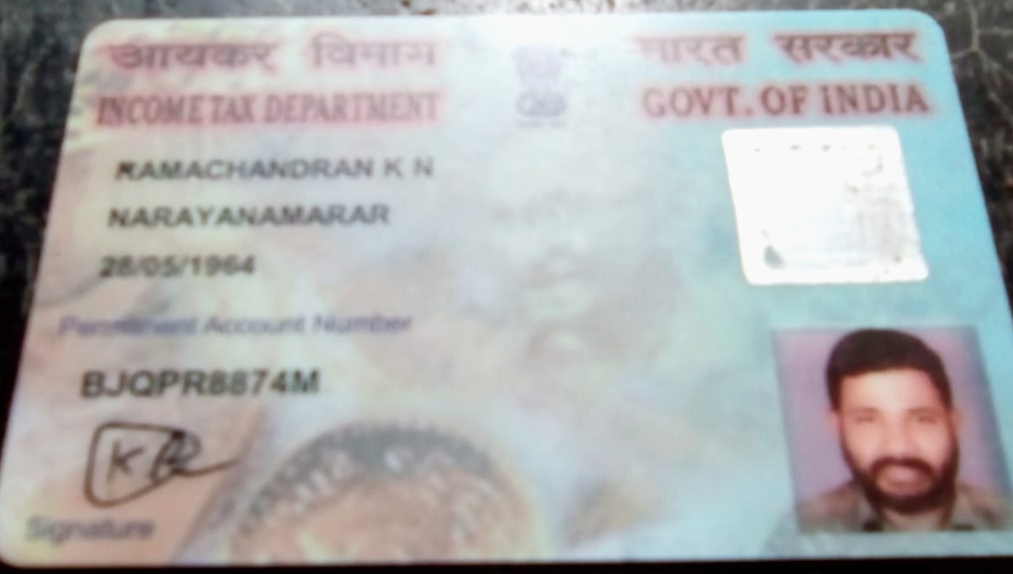 आयकर विभाग
भारत सरकार
INCOME TAX DEPARTMENT
GOVT. OF INDIA
RAMACHANDRAN K N
NARAYANAMARAR
28/05/1964
Permanent Account Number
BJQPR8874M
Signature